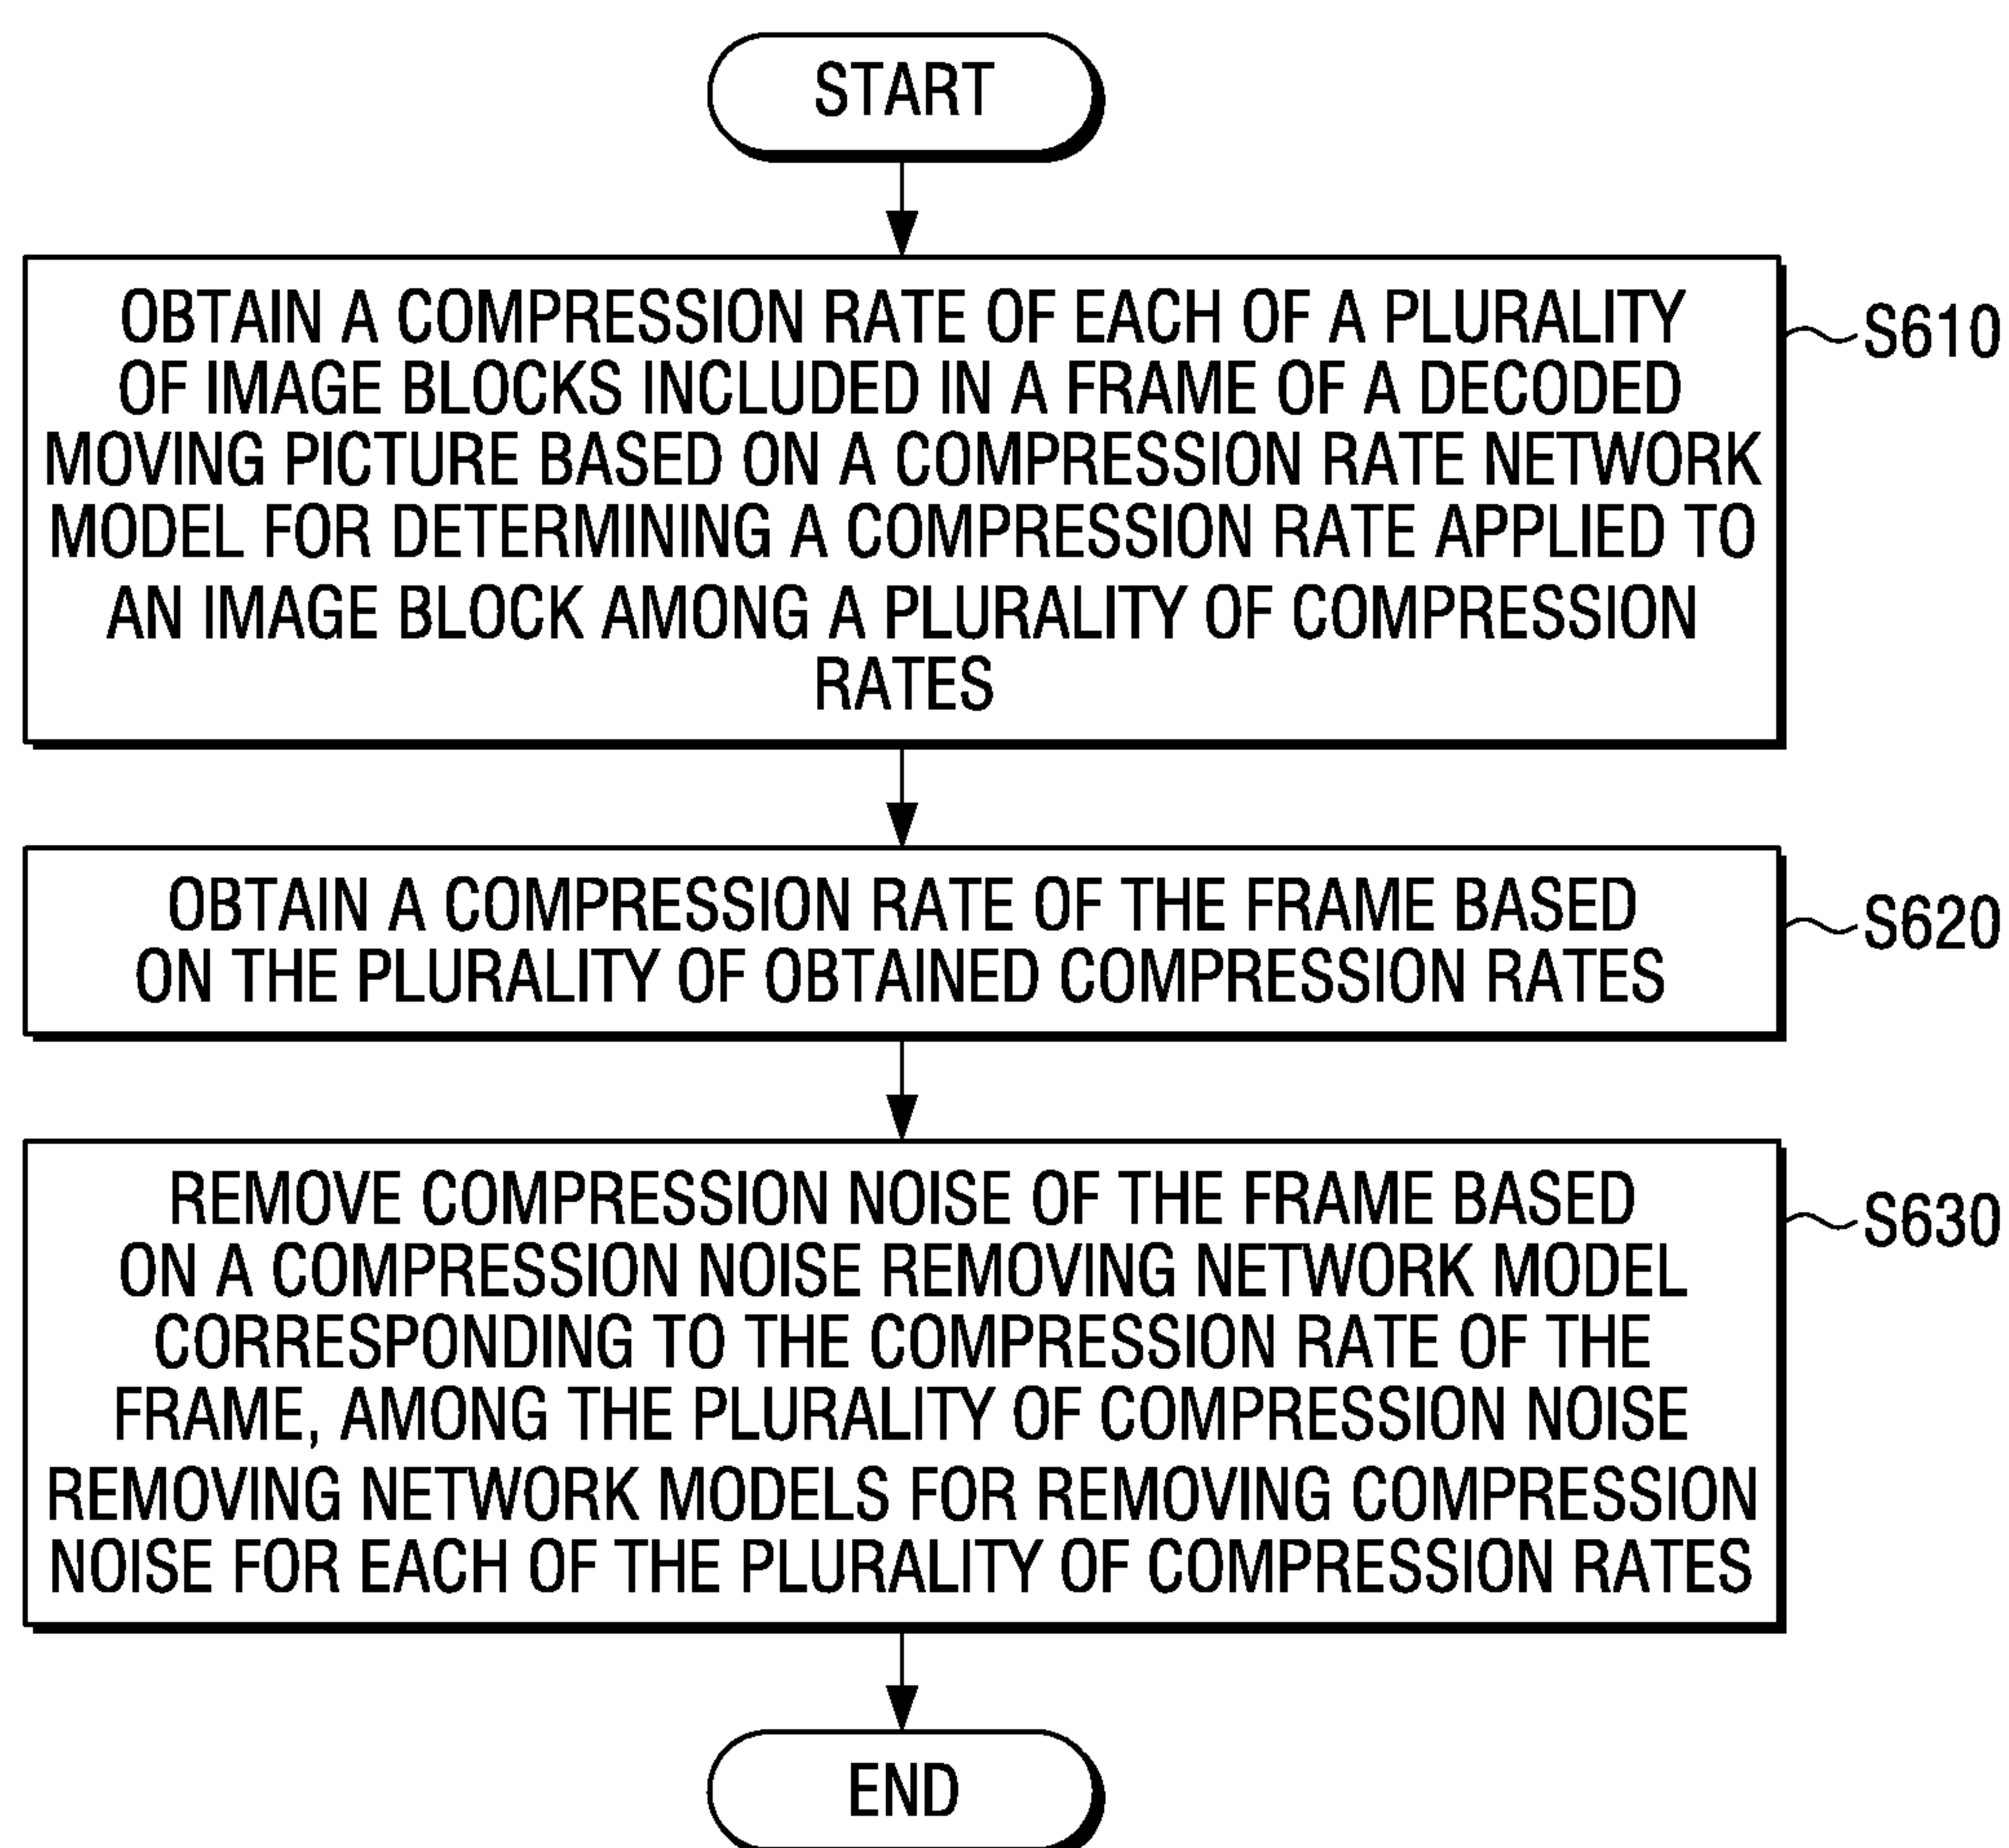 START
OBTAIN A COMPRESSION RATE OF EACH OF A PLURALITY
OF IMAGE BLOCKS INCLUDED IN A FRAME OF A DECODED
MOVING PICTURE BASED ON A COMPRESSION RATE NETWORK
MODEL FOR DETERMINING A COMPRESSION RATE APPLIED TO
AN IMAGE BLOCK AMONG A PLURALITY OF COMPRESSION
RATES
S610
OBTAIN A COMPRESSION RATE OF THE FRAME BASED
ON THE PLURALITY OF OBTAINED COMPRESSION RATES
S620
REMOVE COMPRESSION NOISE OF THE FRAME BASED
ON A COMPRESSION NOISE REMOVING NETWORK MODEL
CORRESPONDING TO THE COMPRESSION RATE OF THE
FRAME, AMONG THE PLURALITY OF COMPRESSION NOISE
REMOVING NETWORK MODELS FOR REMOVING COMPRESSION
NOISE FOR EACH OF THE PLURALITY OF COMPRESSION RATES
S630
END